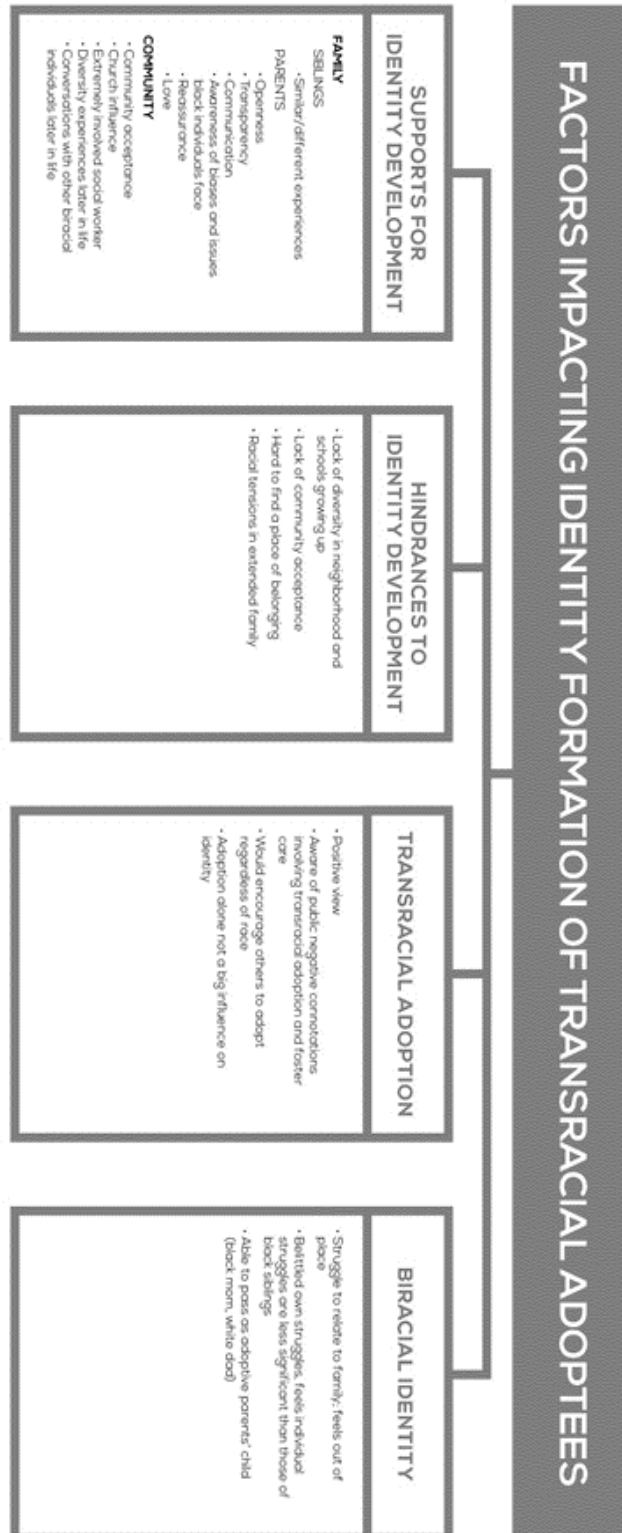 FACTORS IMPACTING IDENTITY FORMATION OF TRANSRACIAL ADOPTEES
SUPPORTS FOR
IDENTITY DEVELOPMENT
FAMILY
SIBLINGS
• Similar/different experiences
PARENTS
• Openness
• Transparency
• Communication
• Awareness of biases and issues
black individuals face
• Reassurance
• Love
COMMUNITY
• Community acceptance
• Church influence
• Extremely involved social worker
• Diversity experiences later in life
• Conversations with other biracial
individuals later in life
HINDRANCES TO
IDENTITY DEVELOPMENT
• Lack of diversity in neighborhood and
schools growing up
• Lack of community acceptance
• Hard to find a place of belonging
• Racial tensions in extended family
TRANSRACIAL ADOPTION
• Positive view
• Aware of public negative connotations
involving transracial adoption and foster
care
• Would encourage others to adopt
regardless of race
• Adoption alone not a big influence on
identity
BIRACIAL IDENTITY
• Struggle to relate to family; feels out of
place
• Belittled own struggles, feels individual
struggles are less significant than those of
black siblings
• Able to pass as adoptive parents' child
(black mom, white dad)